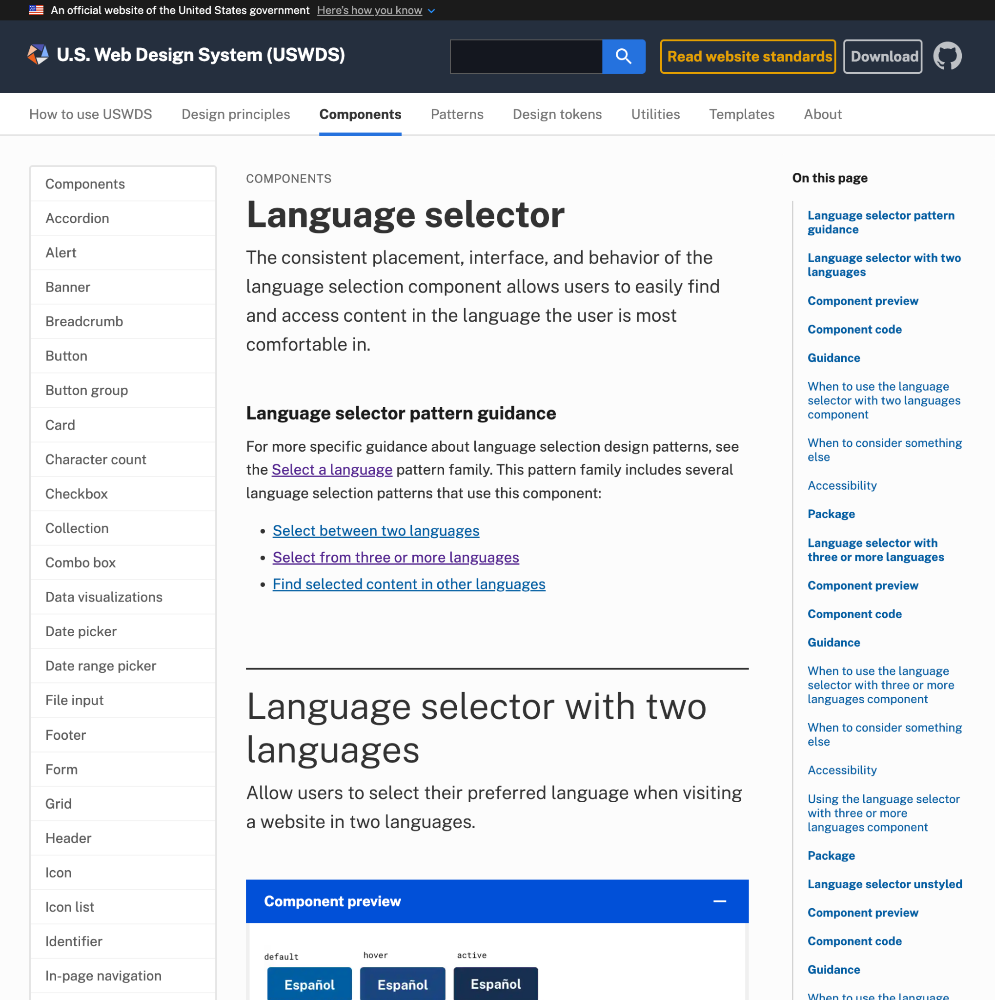 An official website of the United States government Here's how you know
U.S. Web Design System (USWDS)
Read website standards
Download
How to use USWDS
Design principles
Components
Patterns
Design tokens
Utilities
Templates
About
Components
Accordion
Alert
Banner
Breadcrumb
Button
Button group
Card
Character count
Checkbox
Collection
Combo box
Data visualizations
Date picker
Date range picker
File input
Footer
Form
Grid
Header
Icon
Icon list
Identifier
In-page navigation
COMPONENTS
Language selector
The consistent placement, interface, and behavior of the
language selection component allows users to easily find
and access content in the language the user is most
comfortable in.
Language selector pattern guidance
For more specific guidance about language selection design patterns, see
the Select a language pattern family. This pattern family includes several
language selection patterns that use this component:
• Select between two languages
• Select from three or more languages
• Find selected content in other languages
Language selector with two
languages
Allow users to select their preferred language when visiting
a website in two languages.
Component preview
default
hover
active
Español
Español
Español
On this page
Language selector pattern
guidance
Language selector with two
languages
Component preview
Component code
Guidance
When to use the language
selector with two languages
component
When to consider something
else
Accessibility
Package
Language selector with
three or more languages
Component preview
Component code
Guidance
When to use the language
selector with three or more
languages component
When to consider something
else
Accessibility
Using the language selector
with three or more
languages component
Package
Language selector unstyled
Component preview
Component code
Guidance
When to use the language